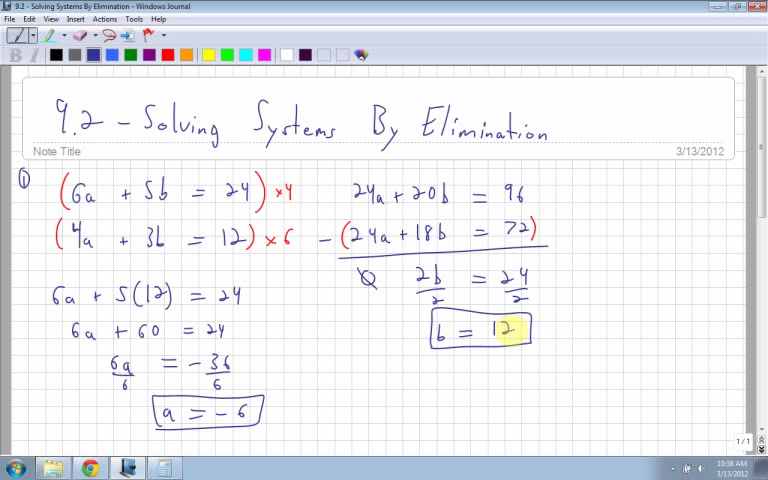 9.2 - Solving Systems By Elimination - Windows Journal
File Edit View Insert Actions Tools Help
B I
9.2 - Solving Systems By Elimination
Note Title
3/13/2012
①
(6a + 5b = 24) × 4
(4a + 3b = 12) × 6
6a + 5(12) = 24
6a + 60 = 24
6a/6 = -36/6
a = -6
24a + 20b = 96
- (24a + 18b = 72)
0 2b/2 = 24/2
b = 12
1 / 1
10:38 AM
3/13/2012